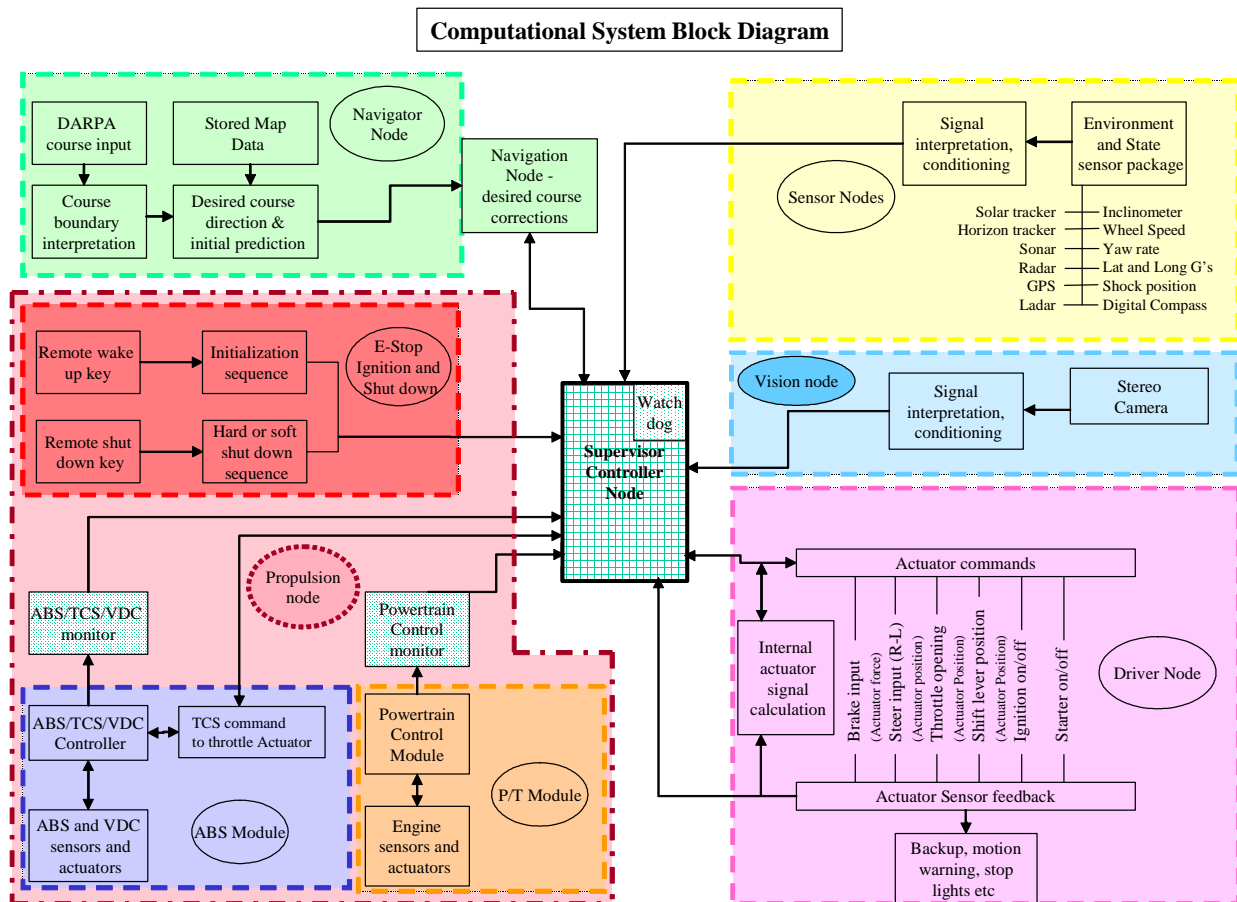 Computational System Block Diagram
DARPA
course input
Stored Map
Data
Navigator
Node
Course
boundary
interpretation
Desired course
direction &
initial prediction
Navigation
Node -
desired course
corrections
Signal
interpretation,
conditioning
Environment
and State
sensor package
Sensor Nodes
Solar tracker
Inclinometer
Horizon tracker
Wheel Speed
Sonar
Yaw rate
Radar
Lat and Long G's
GPS
Shock position
Ladar
Digital Compass
Remote wake
up key
Initialization
sequence
E-Stop
Ignition and
Shut down
Remote shut
down key
Hard or soft
shut down
sequence
Vision node
Signal
interpretation,
conditioning
Stereo
Camera
Watch
dog
Supervisor
Controller
Node
Propulsion
node
ABS/TCS/VDC
monitor
Powertrain
Control
monitor
ABS/TCS/VDC
Controller
TCS command
to throttle Actuator
Powertrain
Control
Module
ABS and VDC
sensors and
actuators
ABS Module
Engine
sensors and
actuators
P/T Module
Actuator commands
Internal
actuator
signal
calculation
Brake input
(Actuator force)
Steer input (R-L)
(Actuator position)
Throttle opening
(Actuator Position)
Shift lever position
(Actuator Position)
Ignition on/off
Starter on/off
Driver Node
Actuator Sensor feedback
Backup, motion
warning, stop
lights etc